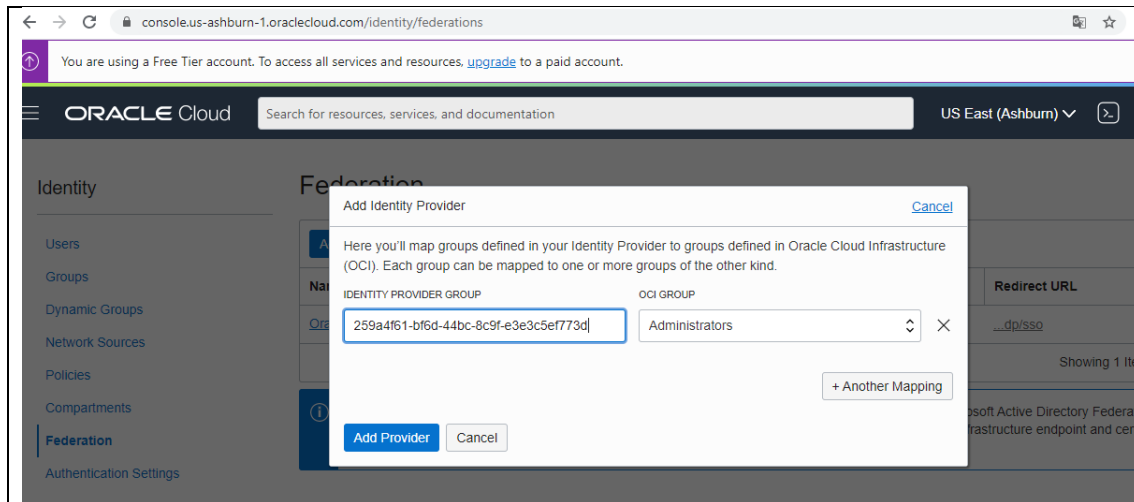 console.us-ashburn-1.oraclecloud.com/identity/federations
You are using a Free Tier account. To access all services and resources, upgrade to a paid account.
ORACLE Cloud
Search for resources, services, and documentation
US East (Ashburn)
Identity
Users
Groups
Dynamic Groups
Network Sources
Policies
Compartments
Federation
Authentication Settings
Federation
Add Identity Provider
Cancel
Here you'll map groups defined in your Identity Provider to groups defined in Oracle Cloud Infrastructure
(OCI). Each group can be mapped to one or more groups of the other kind.
IDENTITY PROVIDER GROUP
OCI GROUP
259a4f61-bf6d-44bc-8c9f-e3e3c5ef773d
Administrators
+ Another Mapping
Add Provider
Cancel
Redirect URL
...dp/sso
Showing 1
Active Directory
endpoint and